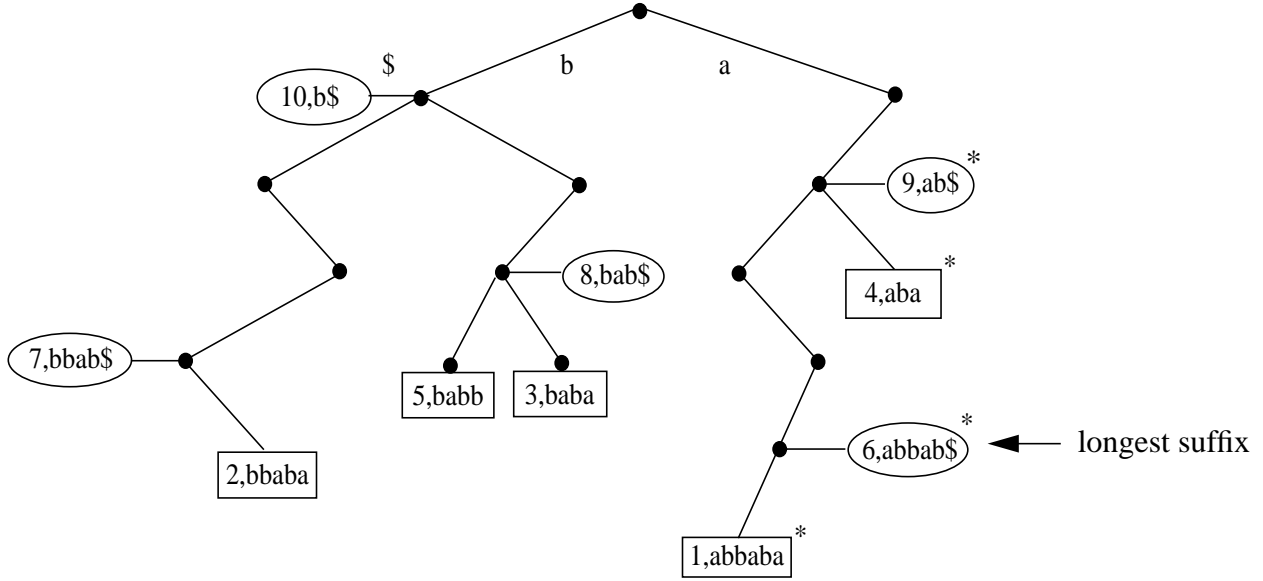 $
b
a
10,b$
9,ab$
*
8,bab$
4,aba
*
7,bbab$
5,babb
3,baba
6,abbab$
*
longest suffix
2,bbaba
1,abbaba
*